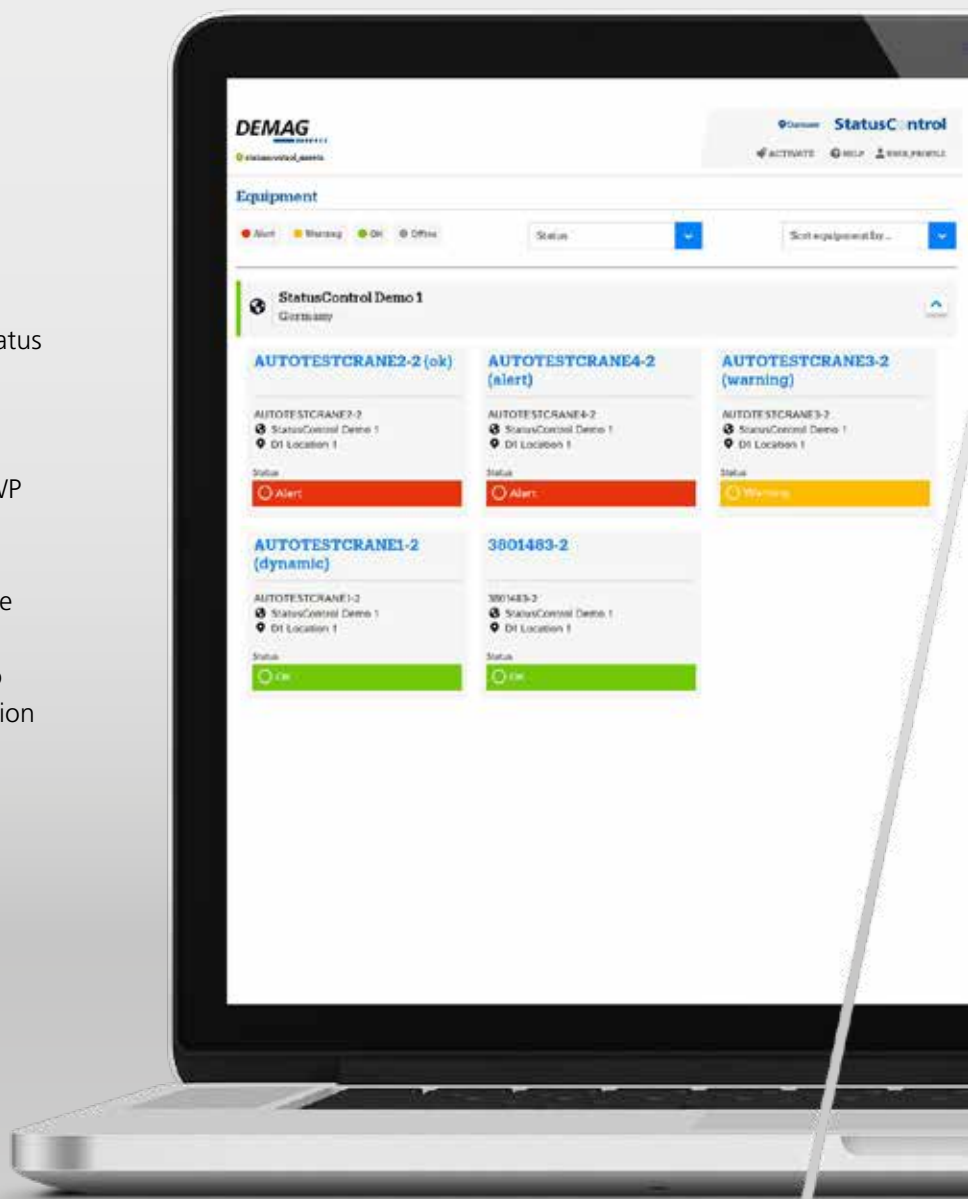 atus
VP
e
ion
DEMAG
StatusC ntrol
statuscontrol_assets
ACTIVATE HELP
Equipment
Alert Warning OK Offline
Status
Sort equipment by...
StatusControl Demo 1
Germany
AUTOTESTCRANE2-2 (ok)
AUTOTESTCRANE2-2
StatusControl Demo 1
D1 Location 1
Status
Alert
AUTOTESTCRANE4-2
(alert)
AUTOTESTCRANE4-2
StatusControl Demo 1
D1 Location 1
Status
Alert
AUTOTESTCRANE3-2
(warning)
AUTOTESTCRANE3-2
StatusControl Demo 1
D1 Location 1
Status
Warning
AUTOTESTCRANE1-2
(dynamic)
AUTOTESTCRANE1-2
StatusControl Demo 1
D1 Location 1
Status
OK
3801483-2
3801483-2
StatusControl Demo 1
D1 Location 1
Status
OK